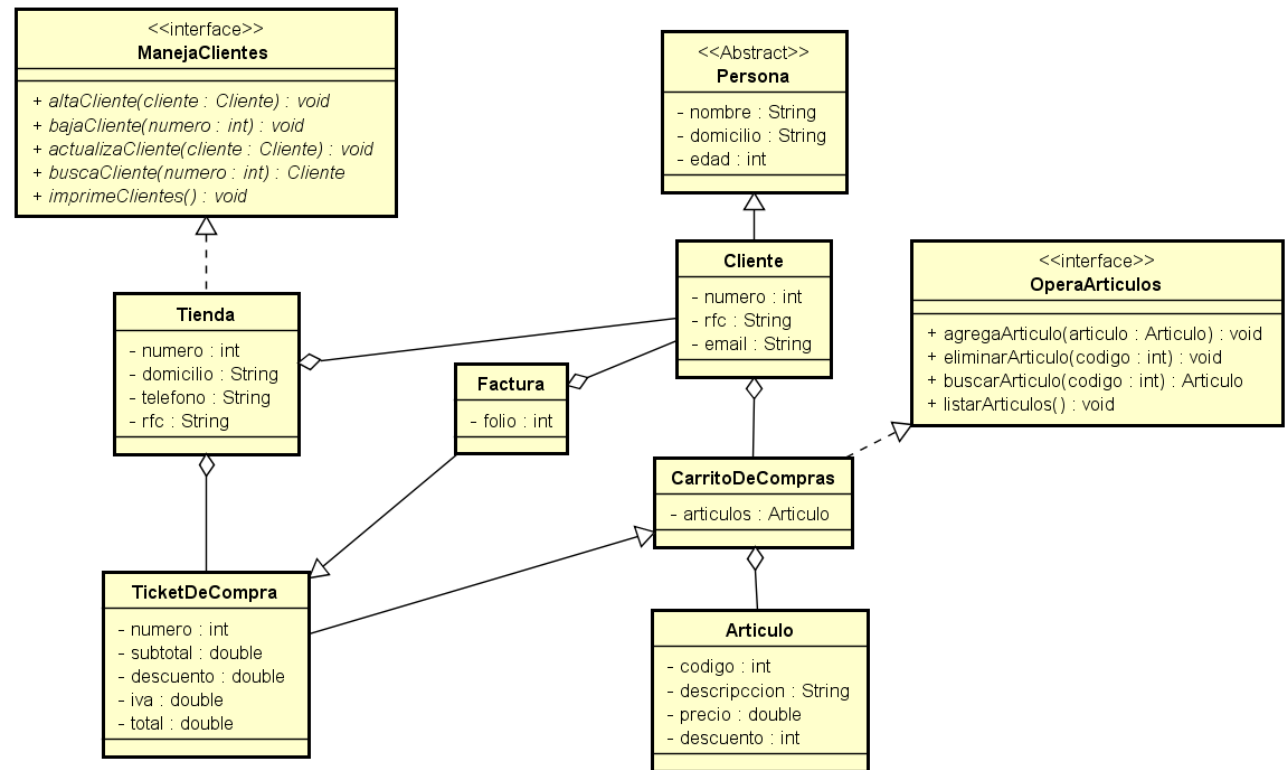 <<interface>>
ManejaClientes
+ altaCliente(cliente : Cliente) : void
+ bajaCliente(numero : int) : void
+ actualizaCliente(cliente : Cliente) : void
+ buscaCliente(numero : int) : Cliente
+ imprimeClientes() : void
<<Abstract>>
Persona
- nombre : String
- domicilio : String
- edad : int
Cliente
- numero : int
- rfc : String
- email : String
<<interface>>
OperaArticulos
+ agregaArticulo(articulo : Articulo) : void
+ eliminarArticulo(codigo : int) : void
+ buscarArticulo(codigo : int) : Articulo
+ listarArticulos() : void
Tienda
- numero : int
- domicilio : String
- telefono : String
- rfc : String
Factura
- folio : int
CarritoDeCompras
- articulos : Articulo
TicketDeCompra
- numero : int
- subtotal : double
- descuento : double
- iva : double
- total : double
Articulo
- codigo : int
- descripccion : String
- precio : double
- descuento : int